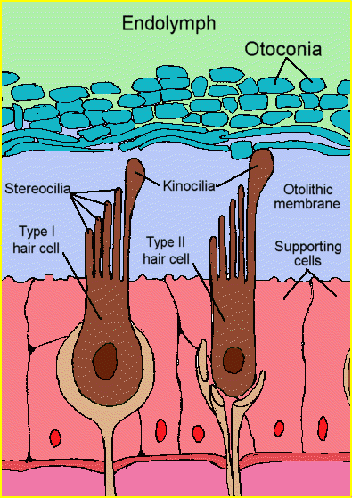 Endolymph
Otoconia
Stereocilia
Kinocilia
Otolithic
membrane
Type I
hair cell
Type II
hair cell
Supporting
cells